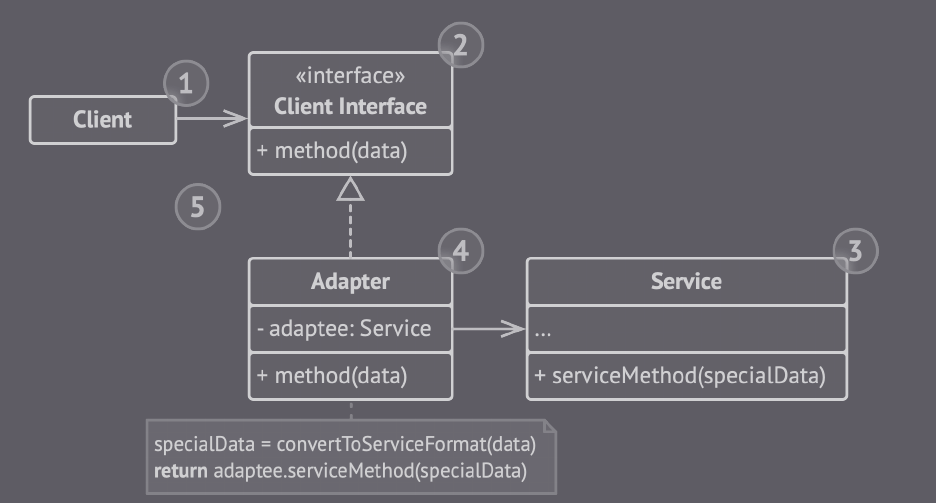 1
2
Client
«interface»
Client Interface
+ method(data)
5
4
3
Adapter
- adaptee: Service
+ method(data)
Service
...
+ serviceMethod(specialData)
specialData = convertToServiceFormat(data)
return adaptee.serviceMethod(specialData)